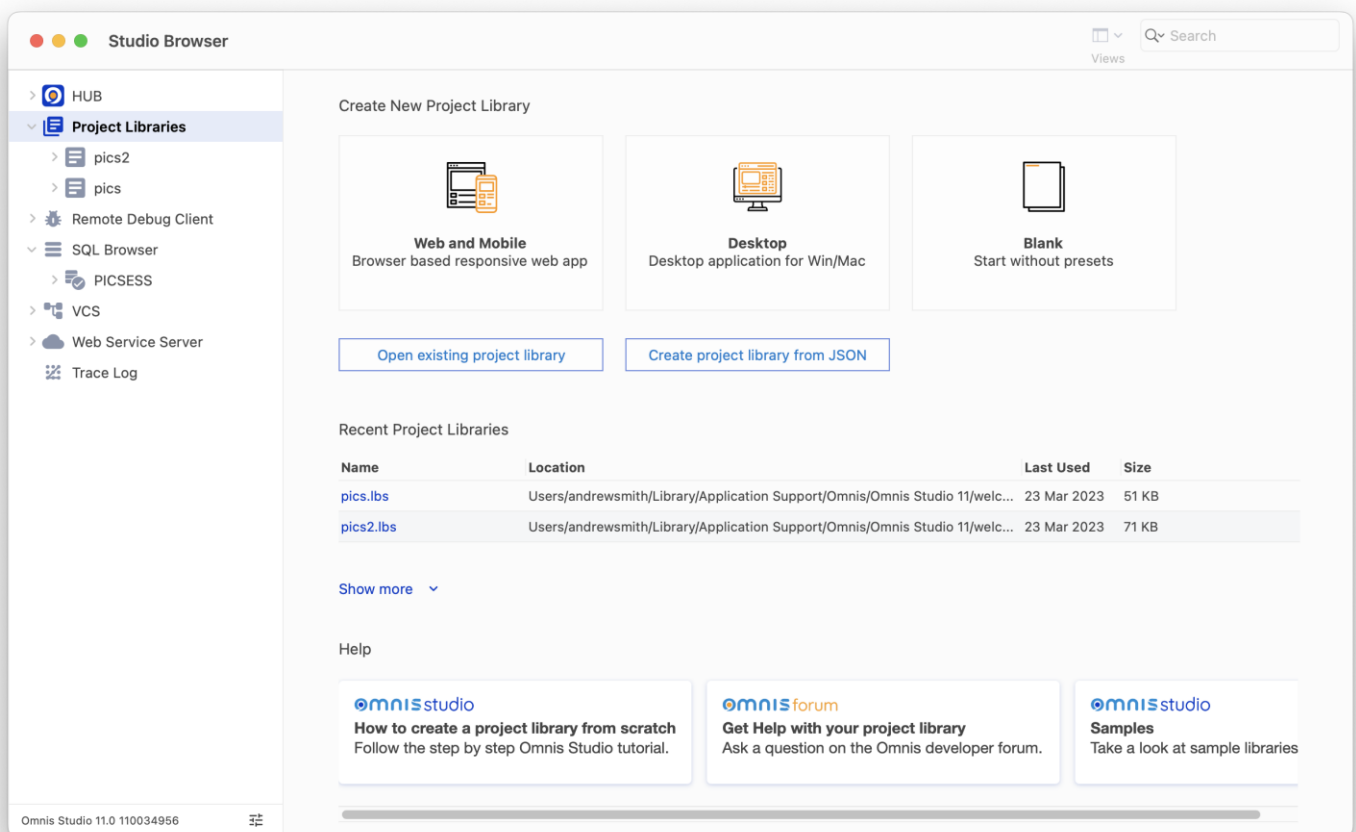 Studio Browser
Views
Search
HUB
Project Libraries
pics2
pics
Remote Debug Client
SQL Browser
PICSESS
VCS
Web Service Server
Trace Log
Omnis Studio 11.0 110034956
Create New Project Library
Web and Mobile
Browser based responsive web app
Desktop
Desktop application for Win/Mac
Blank
Start without presets
Open existing project library
Create project library from JSON
Recent Project Libraries
Name Location Last Used Size
pics.lbs Users/andrewsmith/Library/Application Support/Omnis/Omnis Studio 11/welc... 23 Mar 2023 51 KB
pics2.lbs Users/andrewsmith/Library/Application Support/Omnis/Omnis Studio 11/welc... 23 Mar 2023 71 KB
Show more
Help
omnis studio
How to create a project library from scratch
Follow the step by step Omnis Studio tutorial.
omnis forum
Get Help with your project library
Ask a question on the Omnis developer forum.
omnis studio
Samples
Take a look at sample libraries